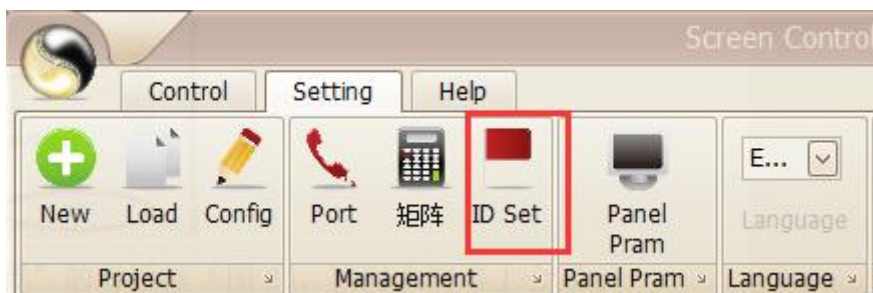 Screen Control
Control Setting Help
New Load Config Port 矩阵 ID Set Panel Pram E... Language
Project Management Panel Pram Language